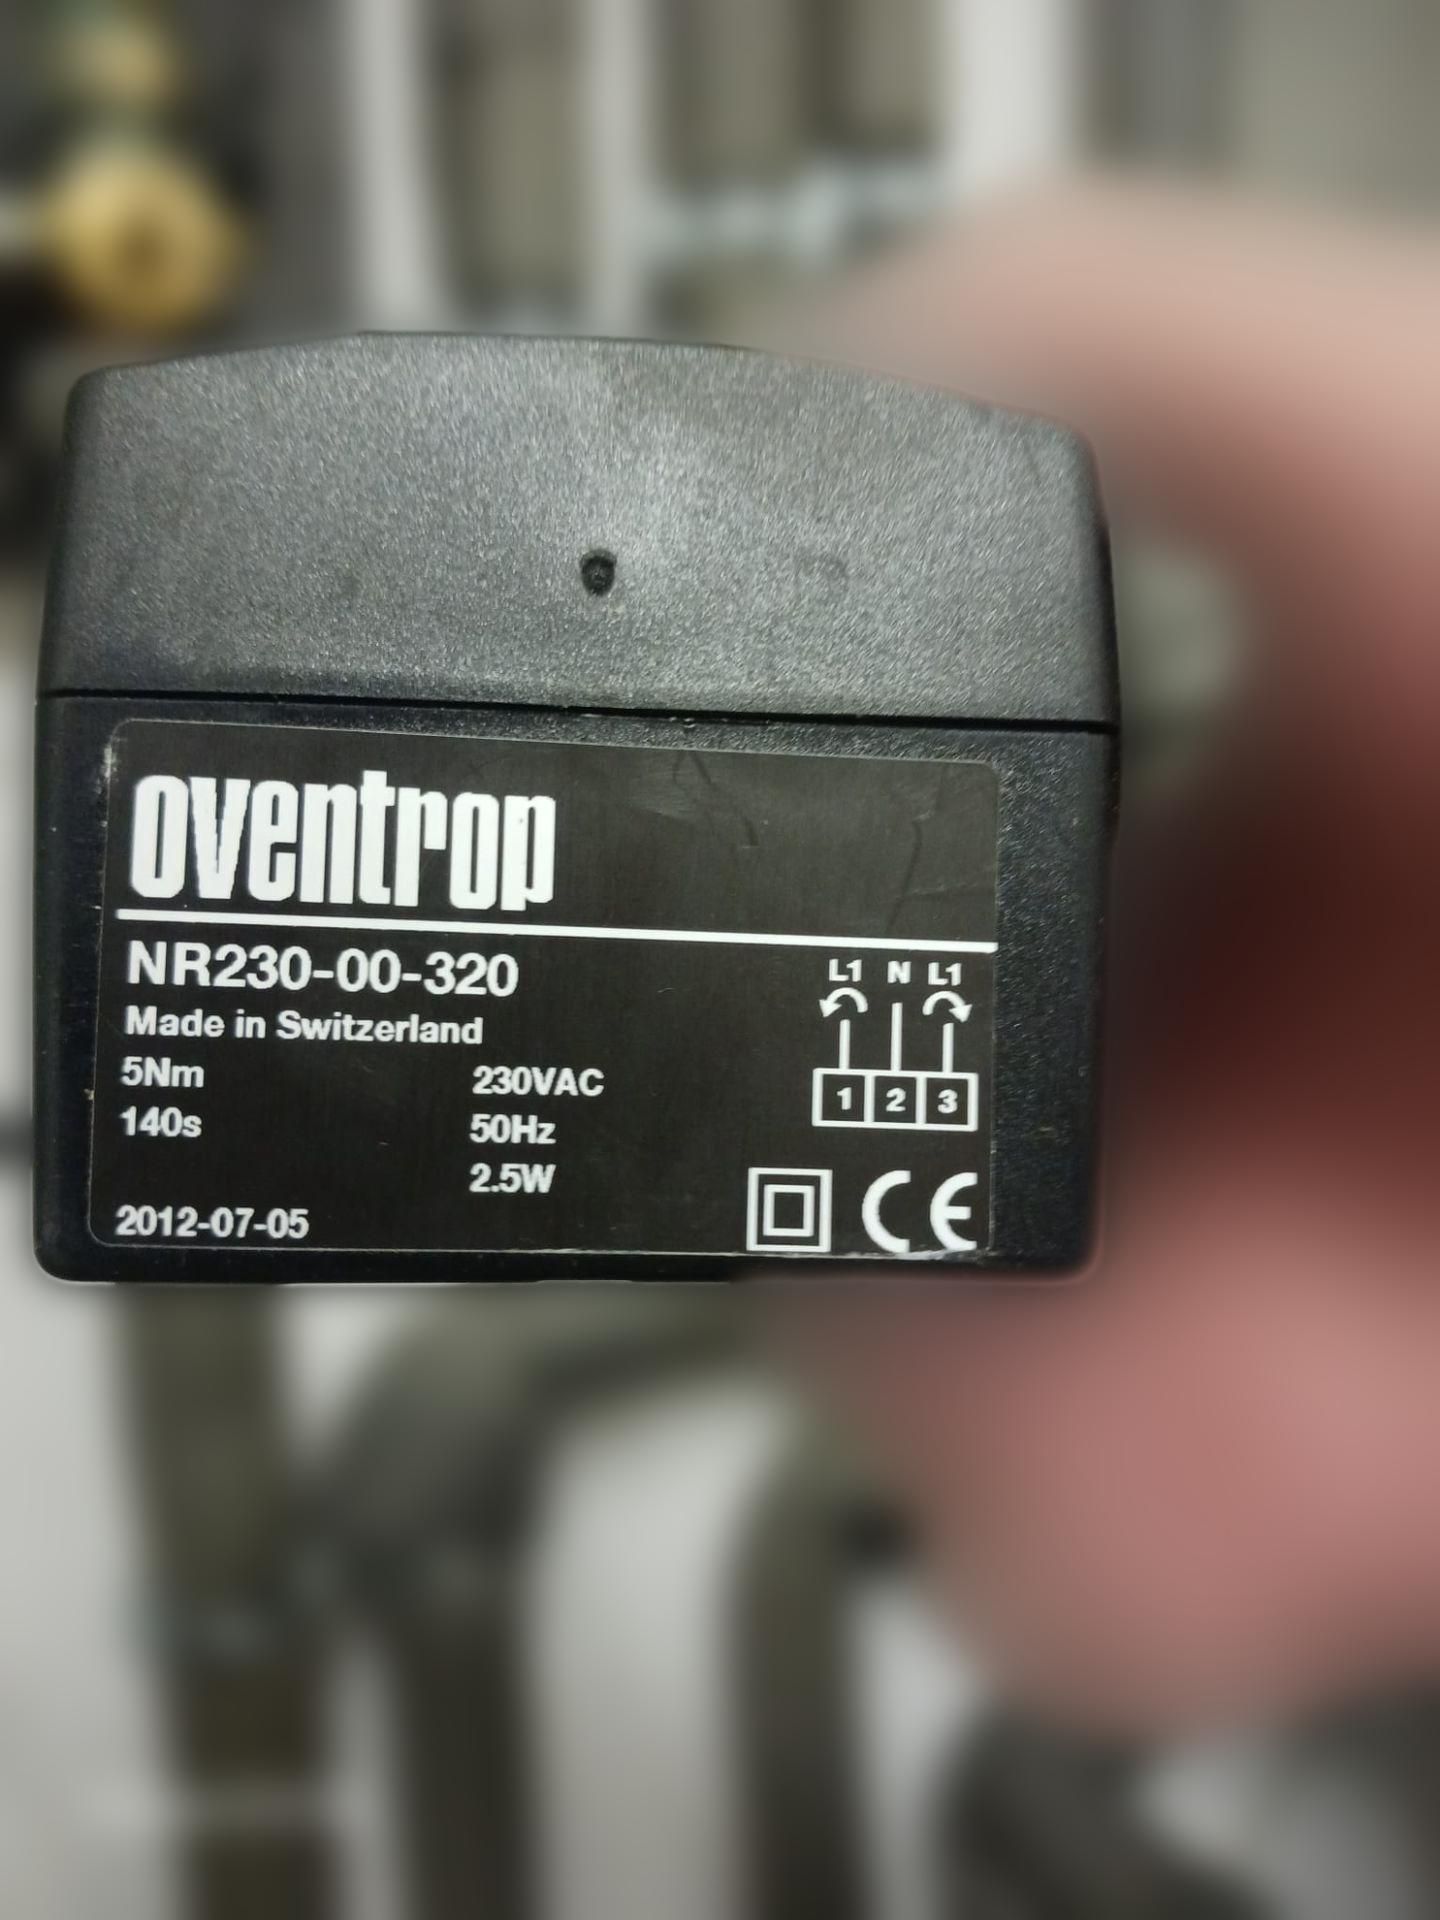 oventrop
NR230-00-320
Made in Switzerland
5Nm 230VAC
140s 50Hz
2.5W
2012-07-05
L1 N L1
1 2 3
CE